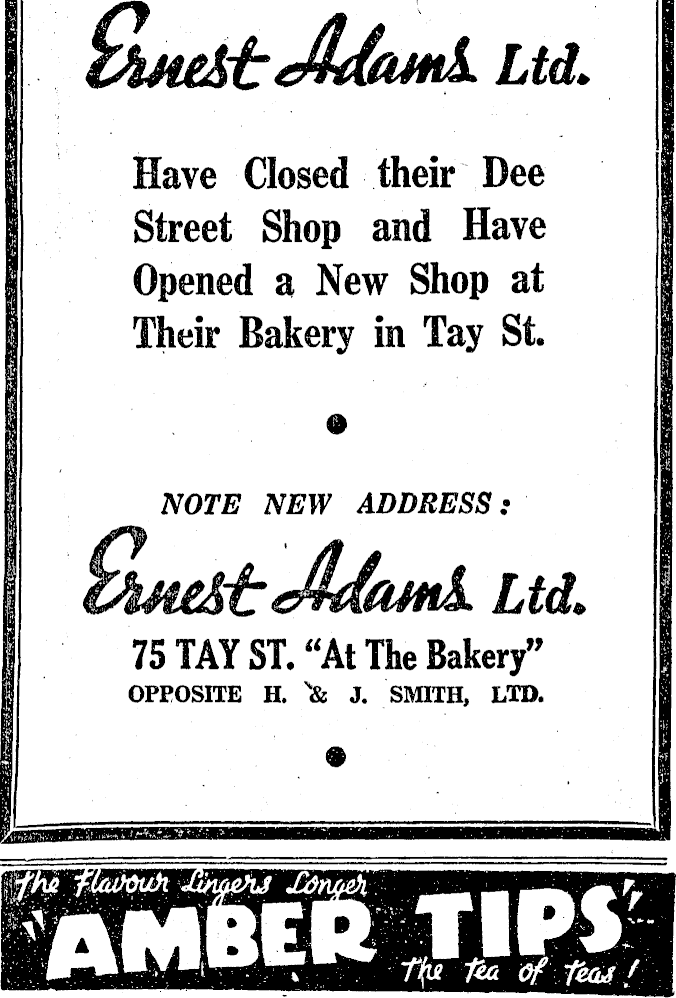 Ernest Adams Ltd.
Have Closed their Dee
Street Shop and Have
Opened a New Shop at
Their Bakery in Tay St.
NOTE NEW ADDRESS:
Ernest Adams Ltd.
75 TAY ST. "At The Bakery"
OPPOSITE H. & J. SMITH, LTD.
The Flavour Lingers Longer
"AMBER TIPS"
The tea of teas!